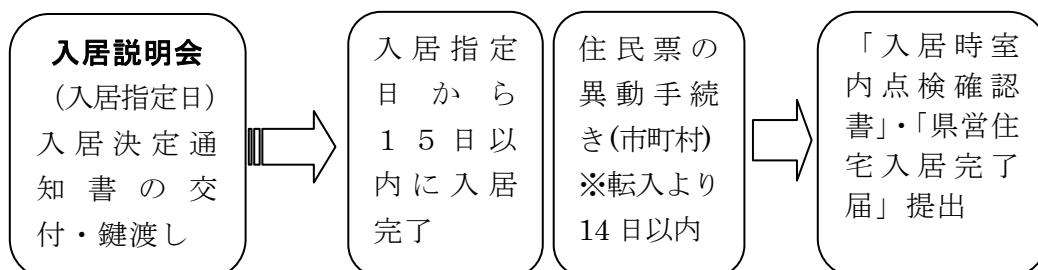 入居説明会
（入居指定日）
入居決定通
知書の交
付・鍵渡し
入居指定
日から
１５日以
内に入居
完了
住民票の
異動手続
き(市町村)
※転入より
14日以内
「入居時室
内点検確認
書」・「県営住
宅入居完了
届」提出